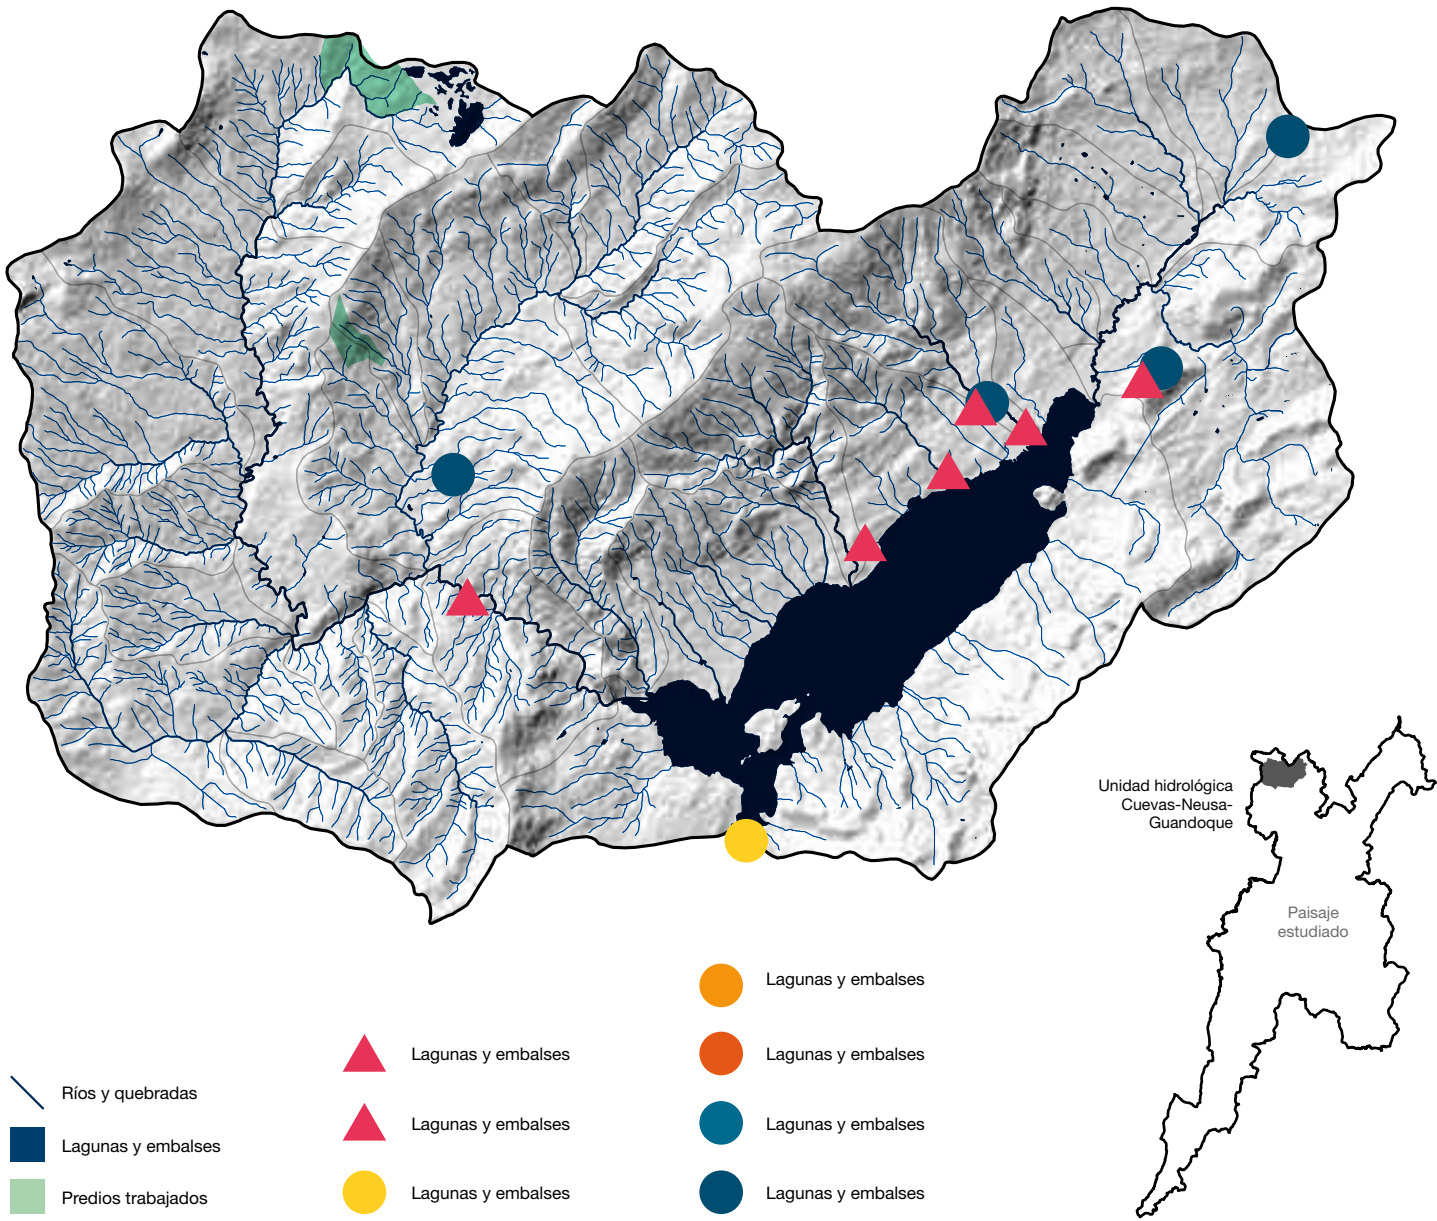 Unidad hidrológica
Cuevas-Neusa-
Guandoque
Paisaje
estudiado
Ríos y quebradas
Lagunas y embalses
Predios trabajados
Lagunas y embalses
Lagunas y embalses
Lagunas y embalses
Lagunas y embalses
Lagunas y embalses
Lagunas y embalses
Lagunas y embalses